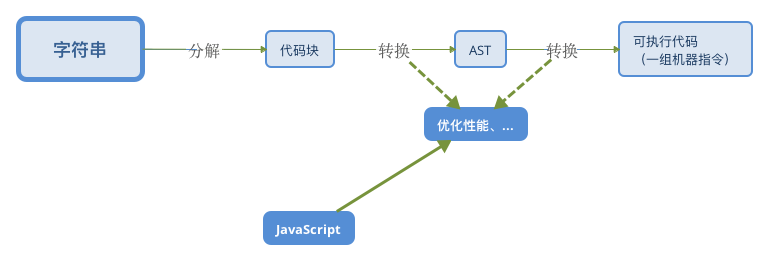 字符串
分解
代码块
转换
AST
转换
可执行代码
（一组机器指令）
优化性能、...
JavaScript